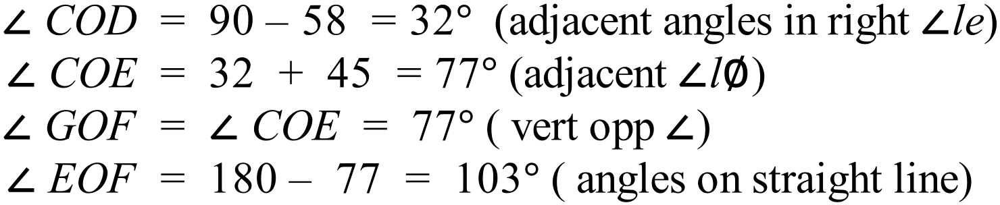 ∠ COD = 90 – 58 = 32° (adjacent angles in right ∠le)
∠ COE = 32 + 45 = 77° (adjacent ∠l∅)
∠ GOF = ∠ COE = 77° ( vert opp ∠)
∠ EOF = 180 – 77 = 103° ( angles on straight line)